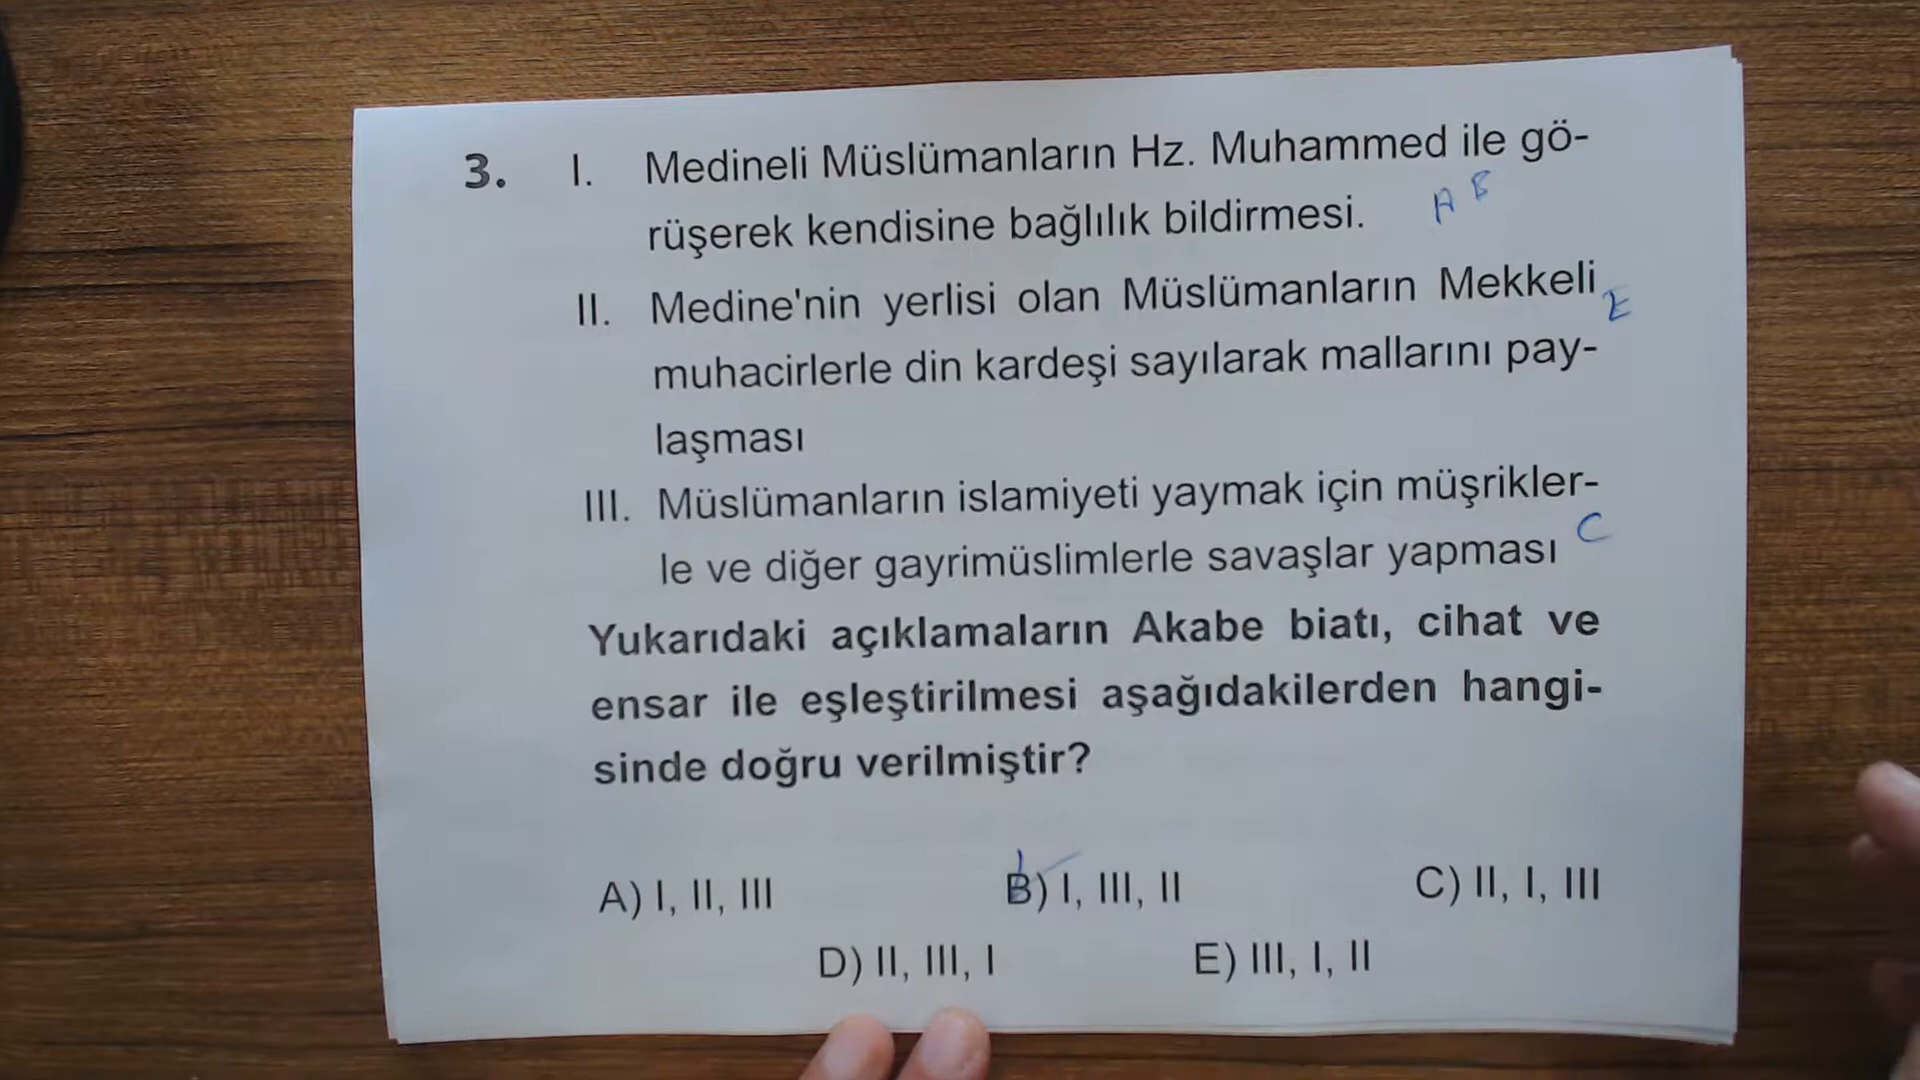 3. I. Medineli Müslümanların Hz. Muhammed ile gö-
rüşerek kendisine bağlılık bildirmesi. A B
II. Medine'nin yerlisi olan Müslümanların Mekkeli E
muhacirlerle din kardeşi sayılarak mallarını pay-
laşması
III. Müslümanların islamiyeti yaymak için müşrikler-
le ve diğer gayrimüslimlerle savaşlar yapması C
Yukarıdaki açıklamaların Akabe biatı, cihat ve
ensar ile eşleştirilmesi aşağıdakilerden hangi-
sinde doğru verilmiştir?
A) I, II, III B) I, III, II C) II, I, III
D) II, III, I E) III, I, II